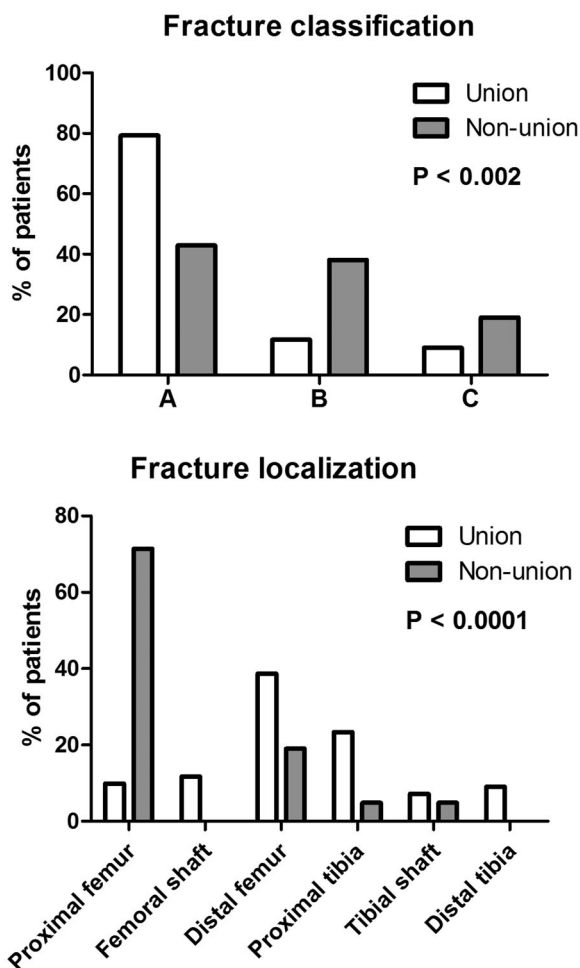 Fracture classification
100
80
60
40
20
0
% of patients
Union
Non-union
P < 0.002
A B C
Fracture localization
80
60
40
20
0
% of patients
Union
Non-union
P < 0.0001
Proximal femur
Femoral shaft
Distal femur
Proximal tibia
Tibial shaft
Distal tibia